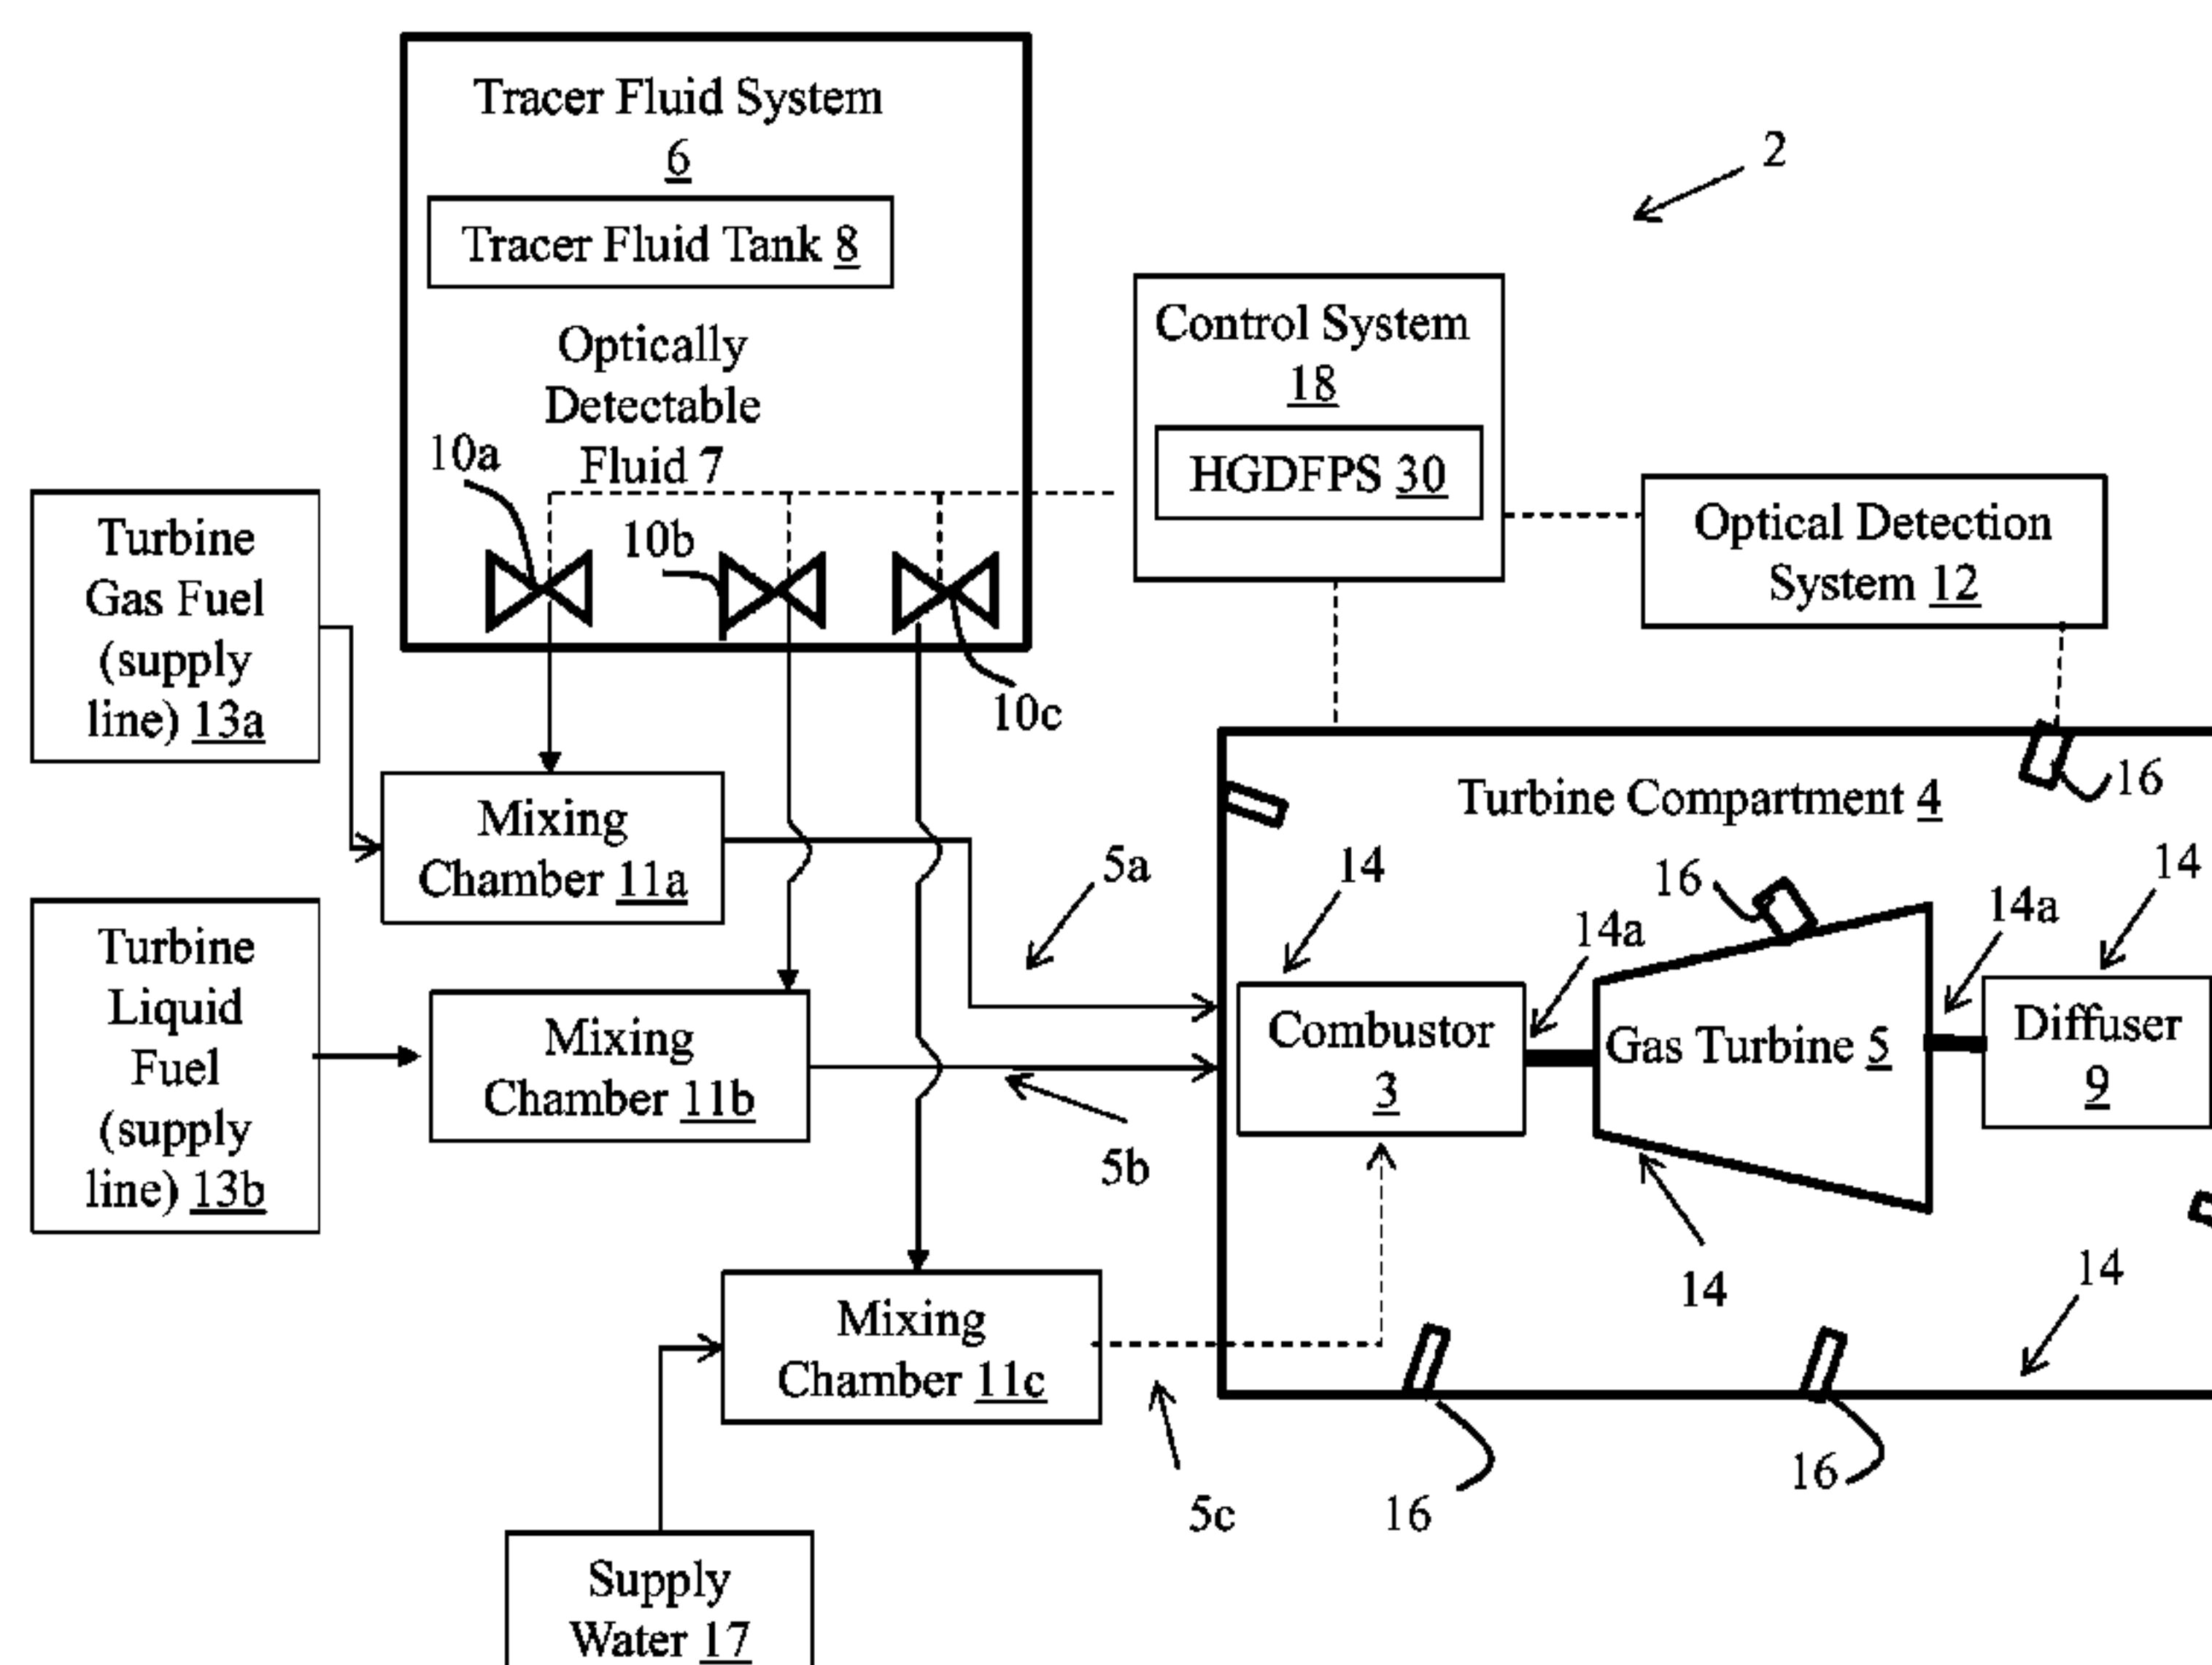 Tracer Fluid System
6
Tracer Fluid Tank 8
Optically
Detectable
Fluid 7
10a
10b
10c
2
Control System
18
HGDFPS 30
Optical Detection
System 12
Turbine
Gas Fuel
(supply
line) 13a
Mixing
Chamber 11a
Turbine
Liquid
Fuel
(supply
line) 13b
Mixing
Chamber 11b
5a
5b
Mixing
Chamber 11c
5c
Supply
Water 17
Turbine Compartment 4
16
14
16
14a
14a
14
Combustor
3
Gas Turbine 5
Diffuser
9
14
14
16
16